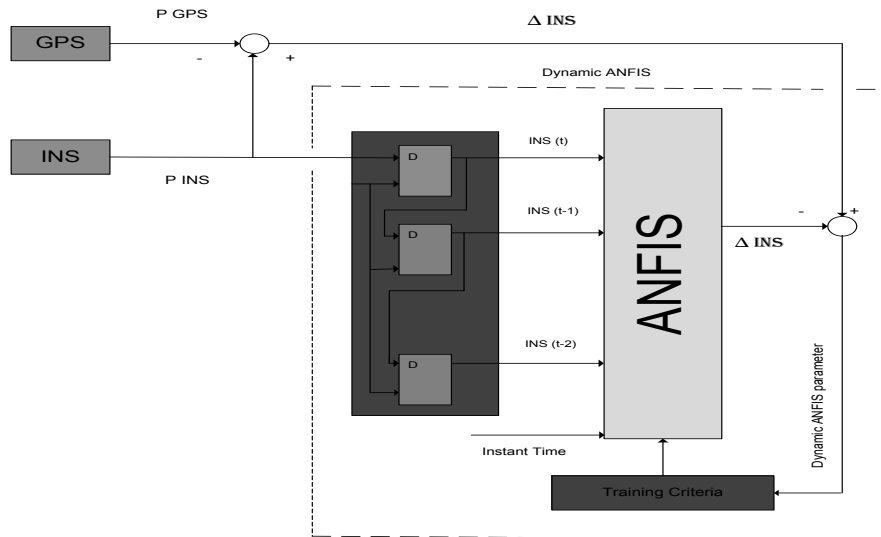 P GPS
Δ INS
GPS
-
+
Dynamic ANFIS
D
INS (t)
INS
P INS
INS (t-1)
D
ANFIS
-
+
Δ INS
INS (t-2)
D
Dynamic ANFIS parameter
Instant Time
Training Criteria